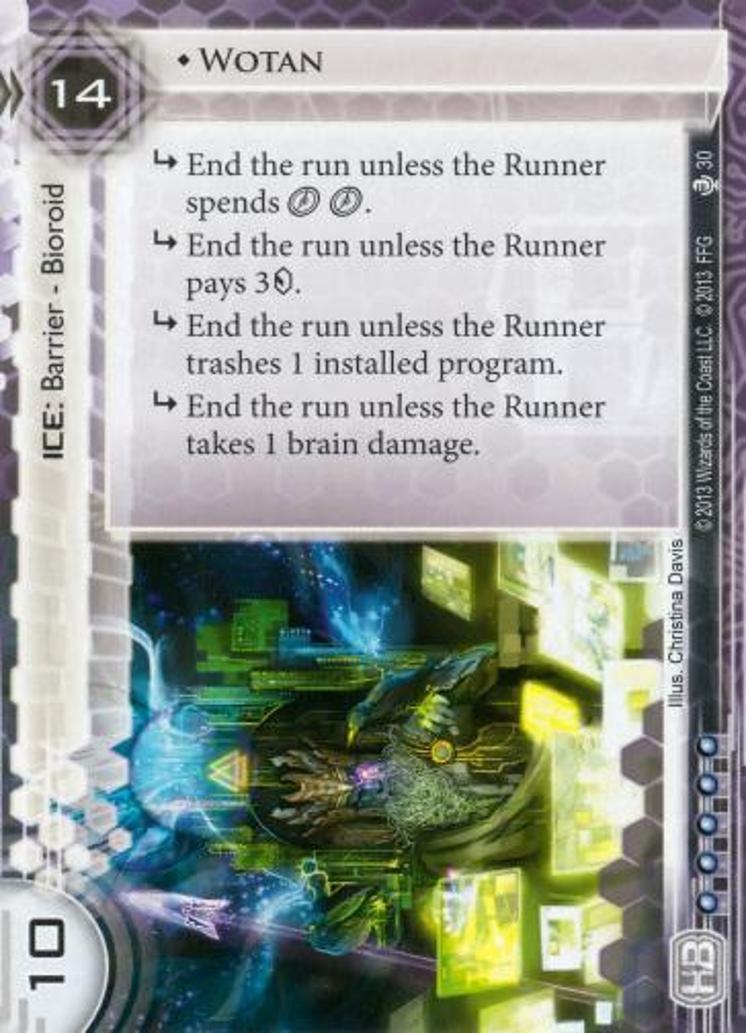 14
⬥ WOTAN
↳ End the run unless the Runner
spends 🕓 🕓.
↳ End the run unless the Runner
pays 3⬨.
↳ End the run unless the Runner
trashes 1 installed program.
↳ End the run unless the Runner
takes 1 brain damage.
ICE: Barrier - Bioroid
10
30
© 2013 Wizards of the Coast LLC. © 2013 FFG
Illus. Christina Davis
HB